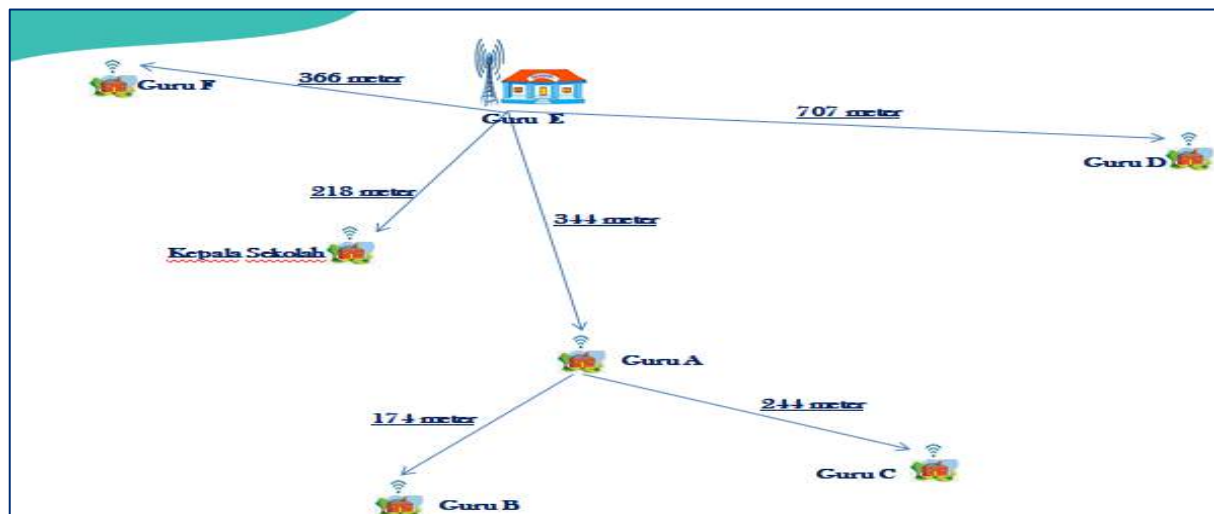 366 meter
Guru F
Guru E
707 meter
Guru D
218 meter
344 meter
Kepala Sekolah
Guru A
174 meter
244 meter
Guru C
Guru B